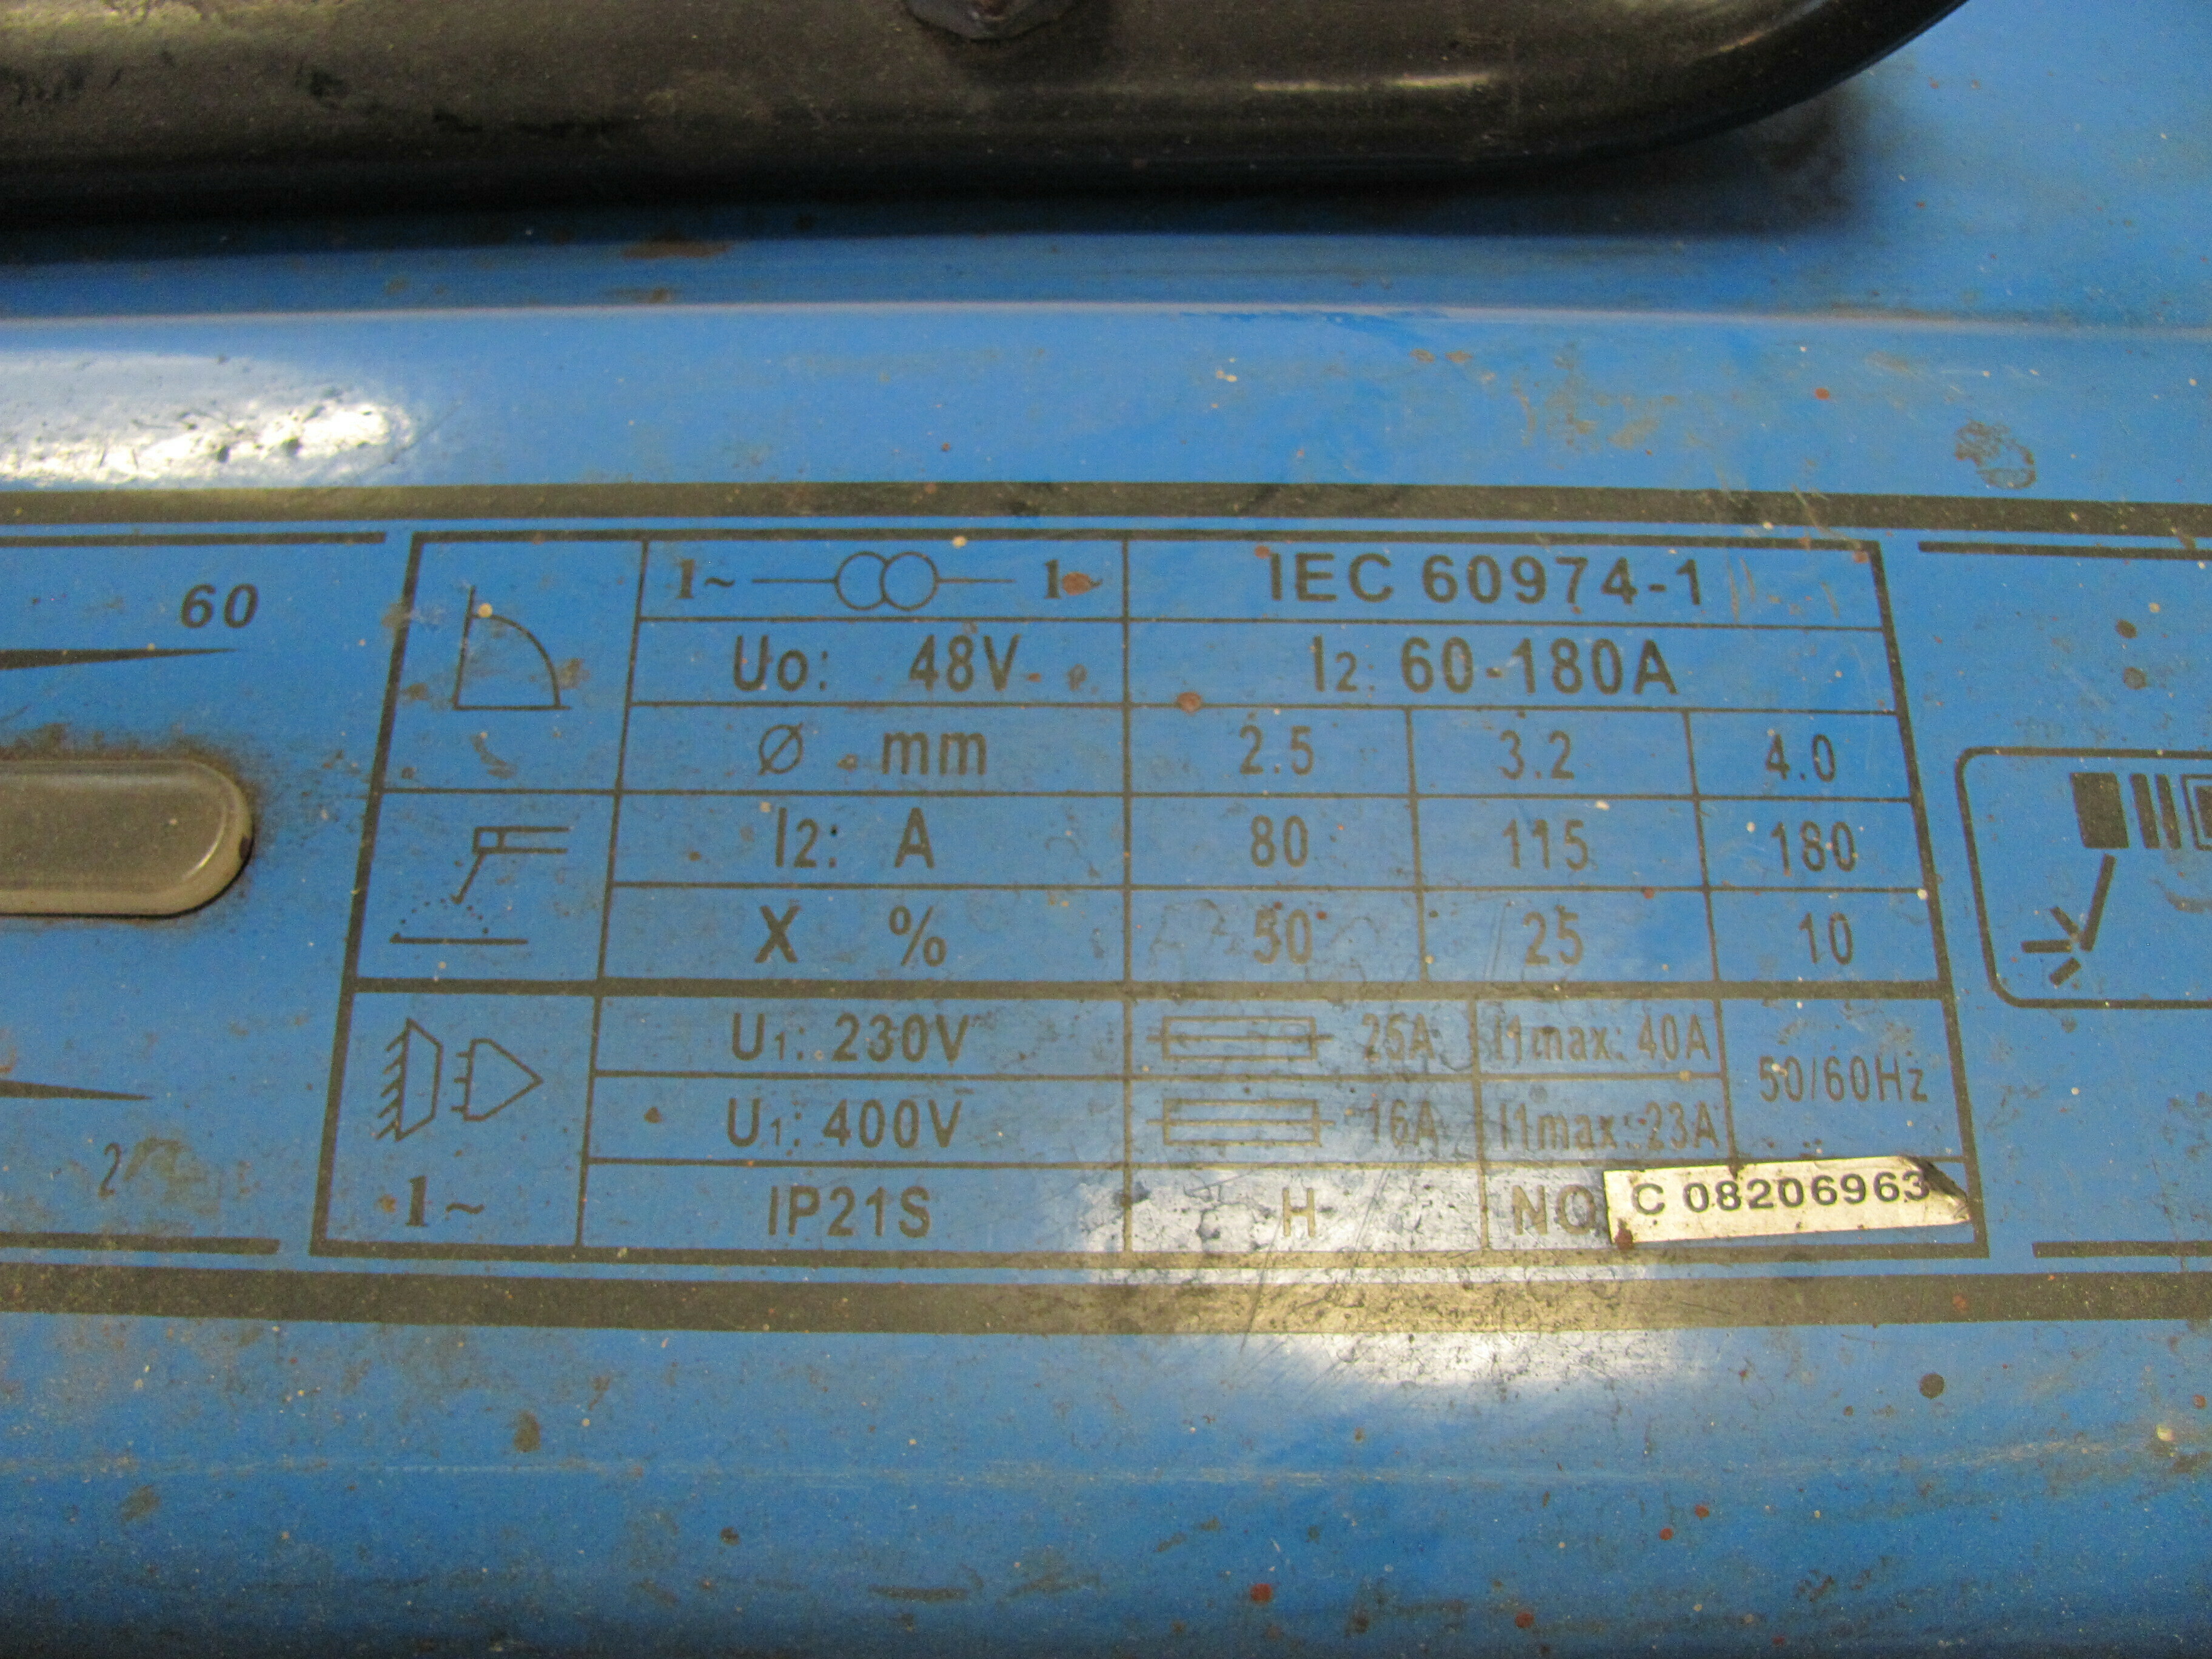 60
1~ 1~ IEC 60974-1
Uo: 48V I2: 60-180A
Ø mm 2.5 3.2 4.0
I2: A 80 115 180
X % 50 25 10
U1: 230V 25A I1max: 40A 50/60Hz
U1: 400V 16A I1max: 23A
2
1~ IP21S H NO C 08206963